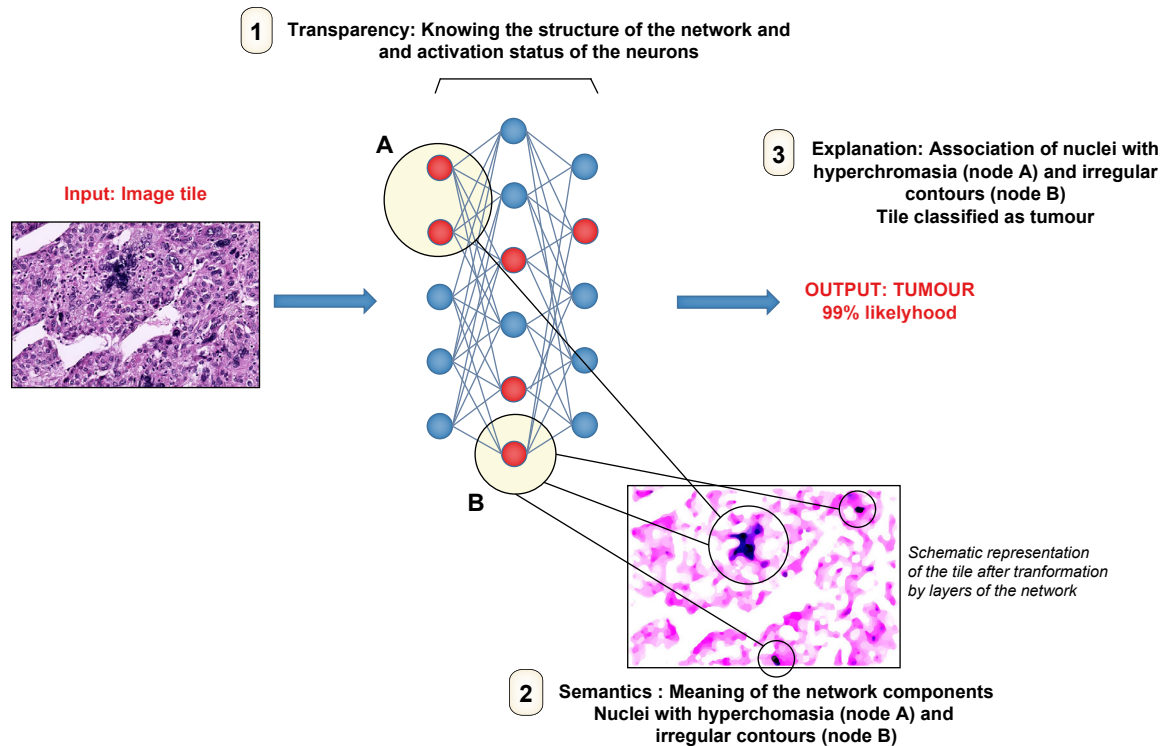 1
Transparency: Knowing the structure of the network and
and activation status of the neurons
A
3
Explanation: Association of nuclei with
hyperchromasia (node A) and irregular
contours (node B)
Tile classified as tumour
Input: Image tile
OUTPUT: TUMOUR
99% likelyhood
B
Schematic representation
of the tile after tranformation
by layers of the network
2
Semantics : Meaning of the network components
Nuclei with hyperchomasia (node A) and
irregular contours (node B)